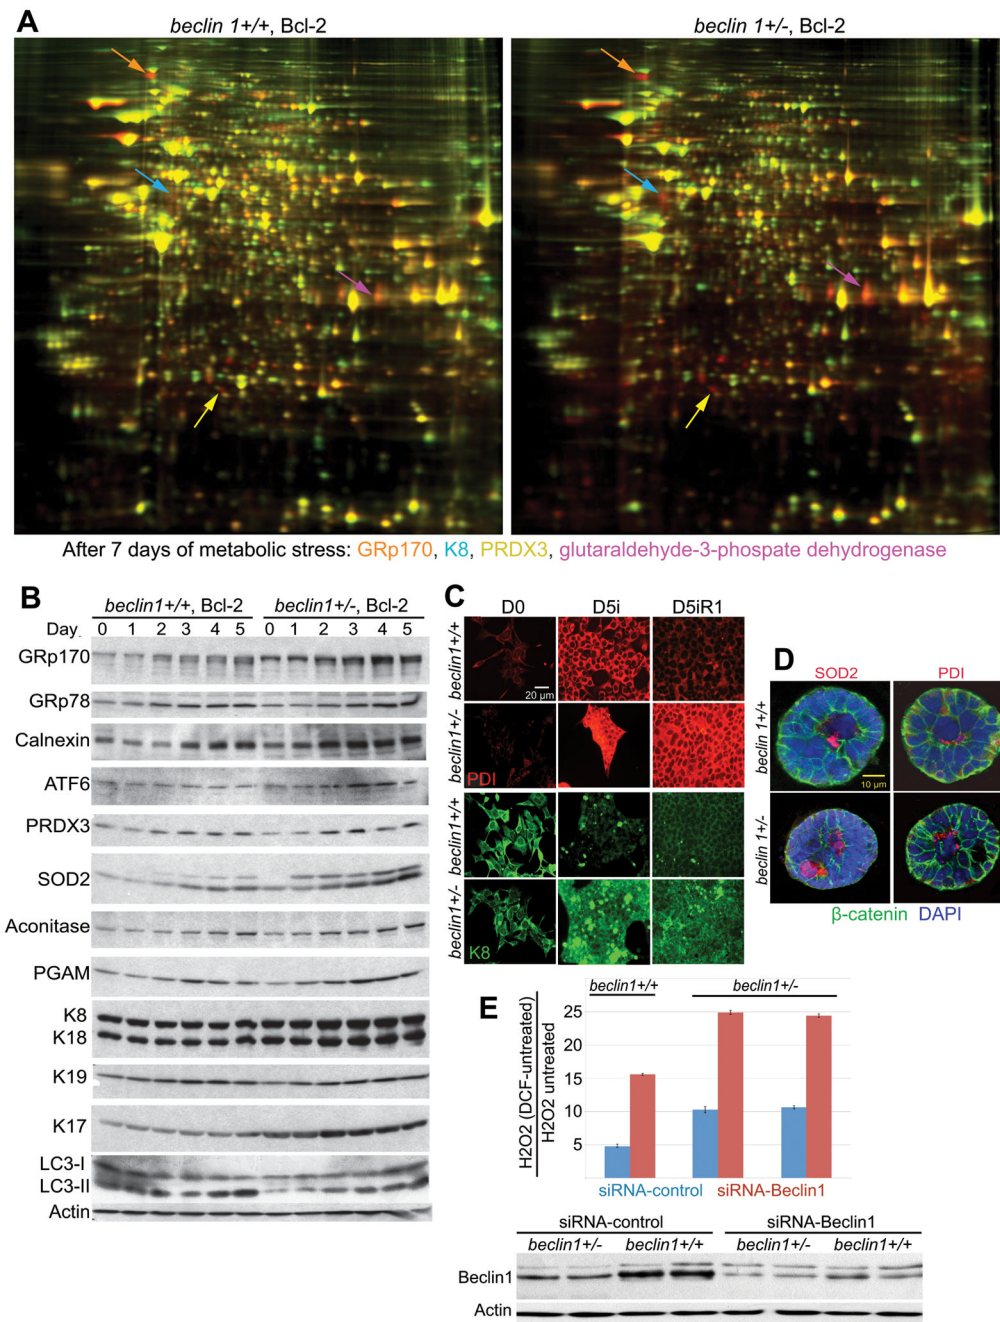 A
beclin 1+/+, Bcl-2
beclin 1+/-, Bcl-2
After 7 days of metabolic stress: GRp170, K8, PRDX3, glutaraldehyde-3-phospate dehydrogenase
B
beclin1+/+, Bcl-2
beclin1+/-, Bcl-2
Day 0 1 2 3 4 5 0 1 2 3 4 5
GRp170
GRp78
Calnexin
ATF6
PRDX3
SOD2
Aconitase
PGAM
K8
K18
K19
K17
LC3-I
LC3-II
Actin
C
D0 D5i D5iR1
beclin1+/+
20 µm
beclin1+/-
PDI
beclin1+/+
beclin1+/-
K8
D
SOD2 PDI
beclin 1+/+
10 µm
beclin 1+/-
β-catenin DAPI
E
beclin1+/+
beclin1+/-
H2O2 (DCF-untreated)
H2O2 untreated
25
20
15
10
5
siRNA-control siRNA-Beclin1
siRNA-control siRNA-Beclin1
beclin1+/- beclin1+/+ beclin1+/- beclin1+/+
Beclin1
Actin